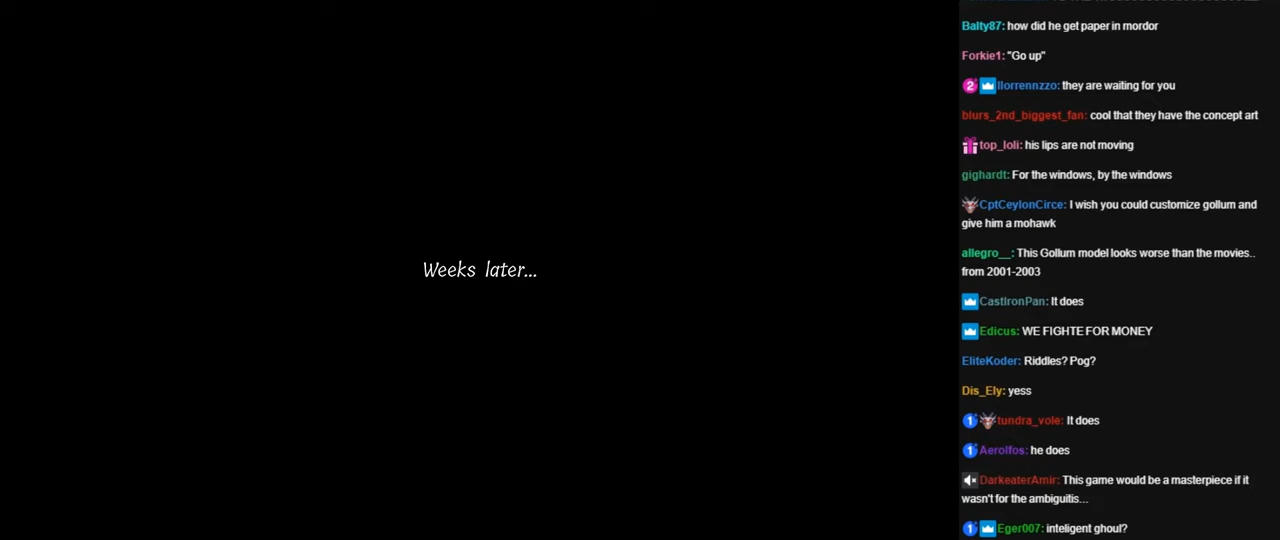 Weeks later...
Balty87: how did he get paper in mordor
Forkie1: "Go up"
2 llorrennzzo: they are waiting for you
blurs_2nd_biggest_fan: cool that they have the concept art
top_loli: his lips are not moving
gighardt: For the windows, by the windows
CptCeylonCirce: I wish you could customize gollum and
give him a mohawk
allegro__: This Gollum model looks worse than the movies..
from 2001-2003
CastIronPan: It does
Edicus: WE FIGHTE FOR MONEY
EliteKoder: Riddles? Pog?
Dis_Ely: yess
1 tundra_vole: It does
1 Aerolfos: he does
DarkeaterAmir: This game would be a masterpiece if it
wasn't for the ambiguitis...
1 Eger007: inteligent ghoul?